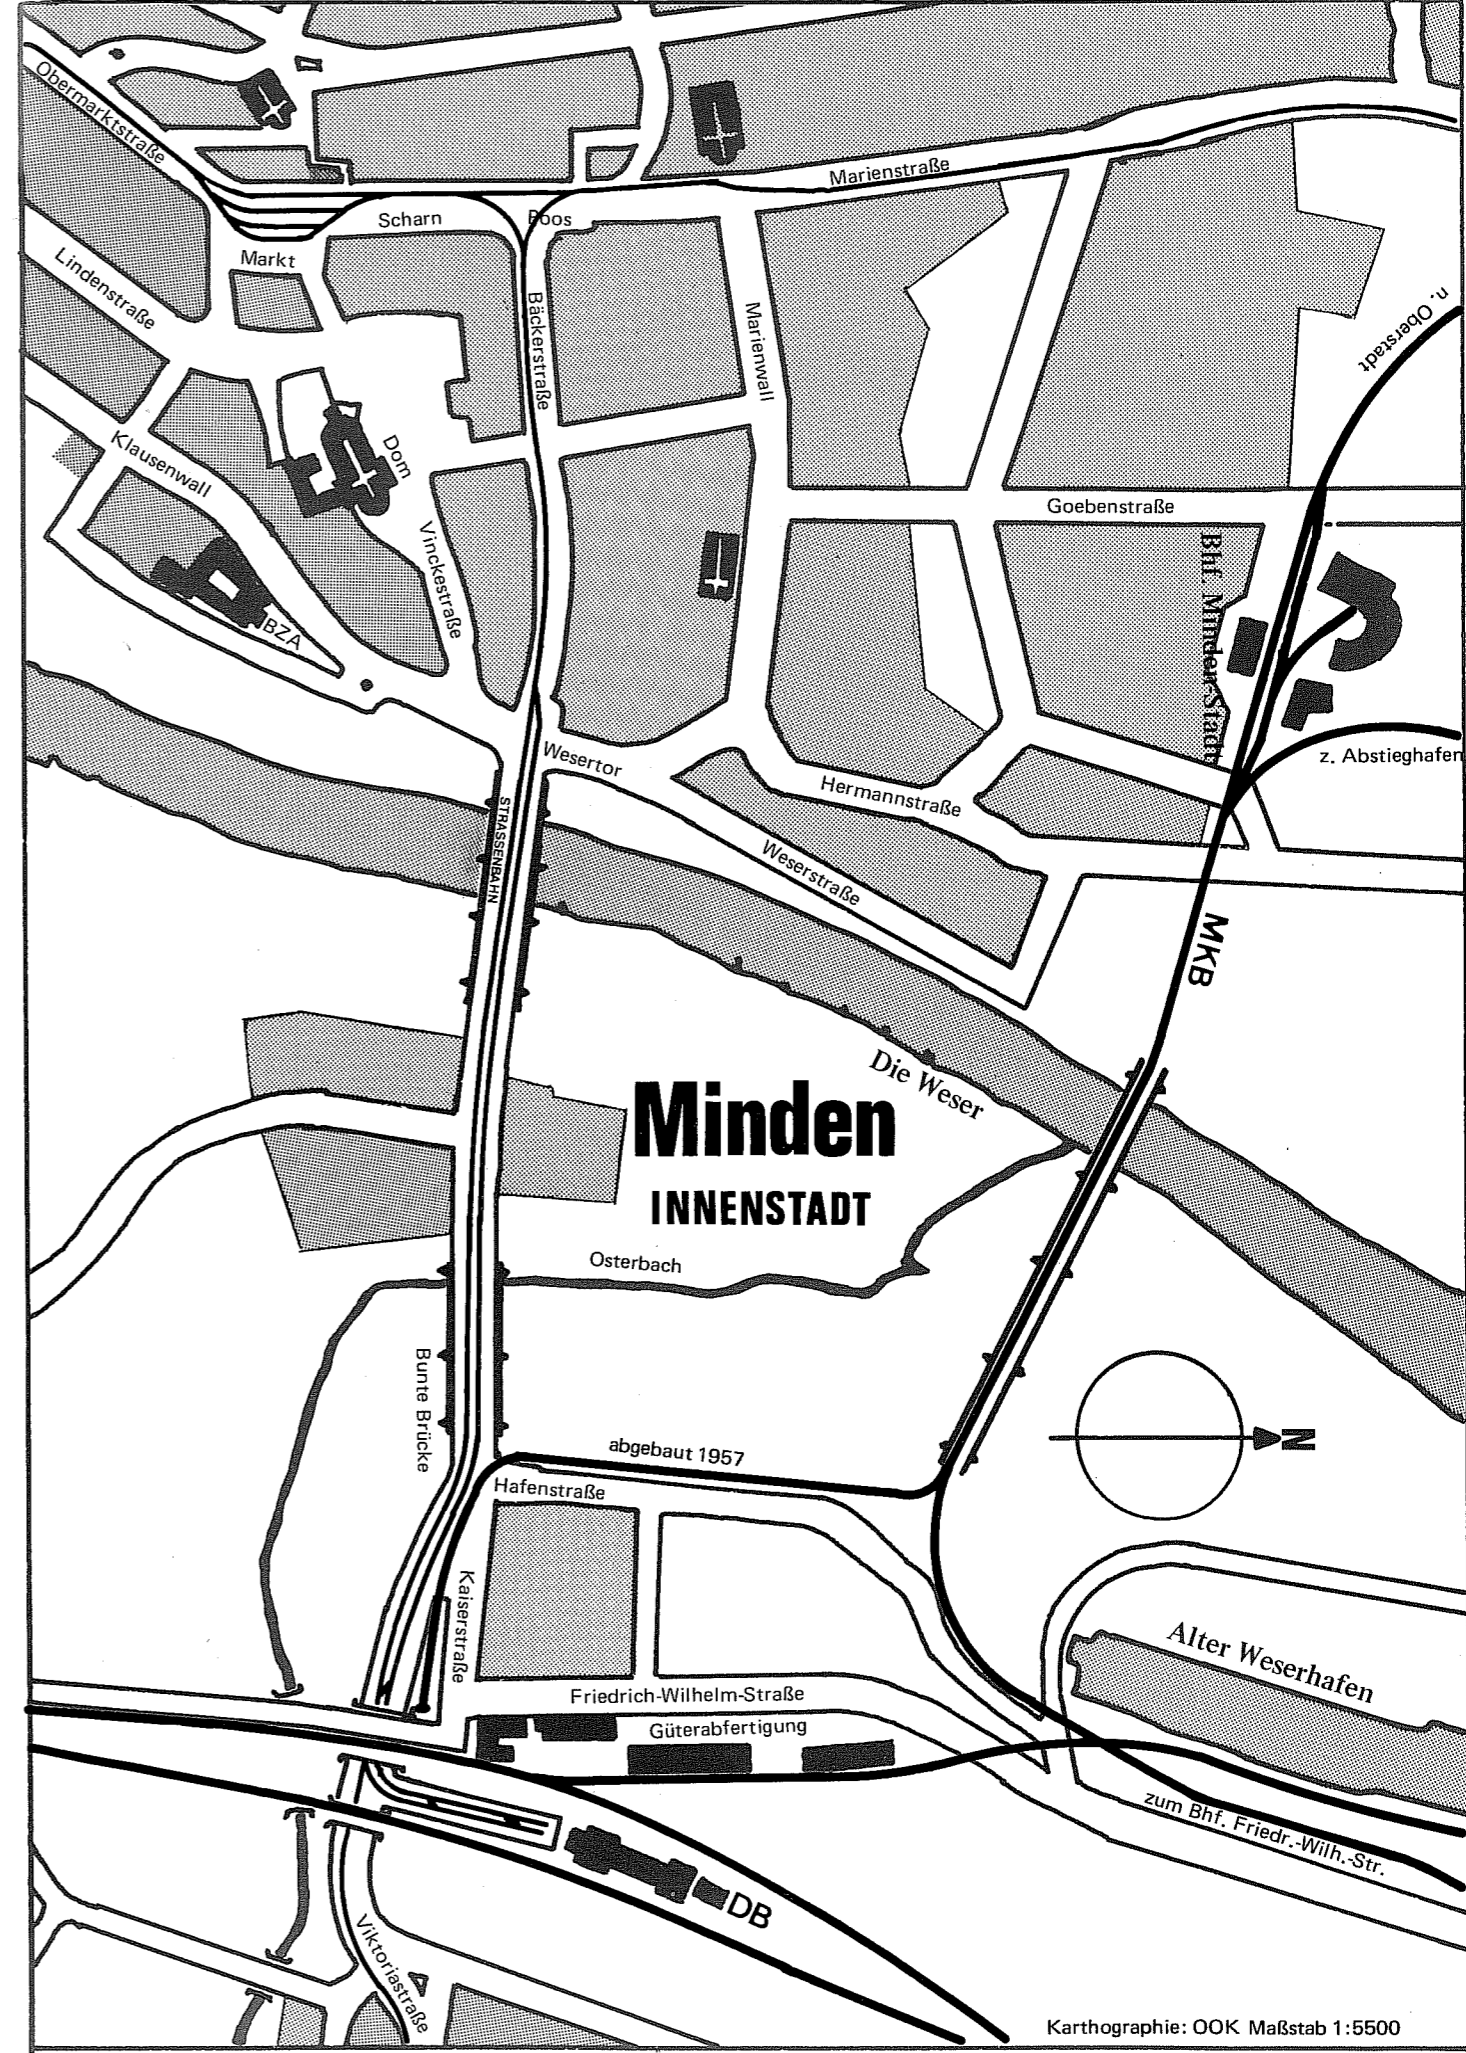 Obermarktstraße
Marienstraße
Scharn
Poos
Markt
Lindenstraße
n. Oberstadt
Bäckerstraße
Marienwall
Klausenwall
Dom
Goebenstraße
Vinckestraße
Bhf. Minden-Stadt
BZA
Wesertor
z. Abstieghafen
Hermannstraße
STRASSENBAHN
Weserstraße
MKB
Die Weser
Minden
INNENSTADT
Osterbach
Bunte Brücke
N
abgebaut 1957
Hafenstraße
Kaiserstraße
Alter Weserhafen
Friedrich-Wilhelm-Straße
Güterabfertigung
zum Bhf. Friedr.-Wilh.-Str.
DB
Viktoriastraße
Karthographie: OOK Maßstab 1:5500